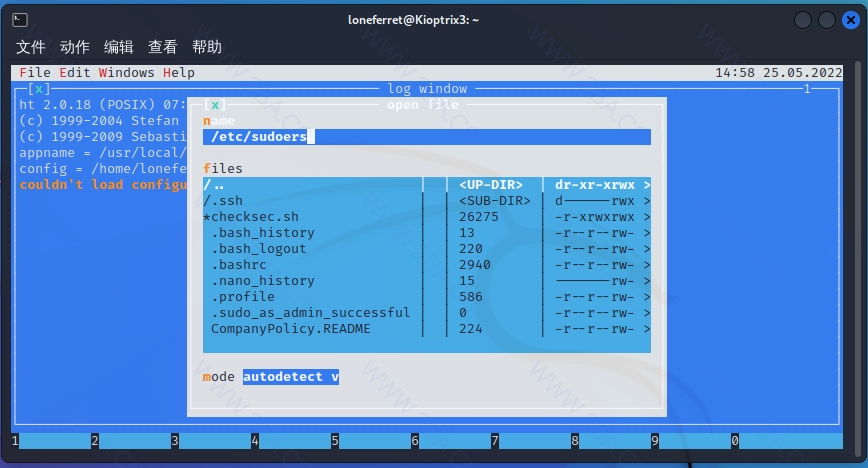 loneferret@Kioptrix3: ~
文件 动作 编辑 查看 帮助
File Edit Windows Help 14:58 25.05.2022
[x] log window 1
ht 2.0.18 (POSIX) 07:
(c) 1999-2004 Stefan
(c) 1999-2009 Sebasti
appname = /usr/local/
config = /home/lonefe
couldn't load configu
[x] open file
name
/etc/sudoers
files
/.. | | <UP-DIR> | dr-xr-xrwx >
/.ssh | | <SUB-DIR> | d------rwx >
*checksec.sh | | 26275 | -r-xrwxrwx >
.bash_history | | 13 | -r--r--rw- >
.bash_logout | | 220 | -r--r--rw- >
.bashrc | | 2940 | -r--r--rw- >
.nano_history | | 15 | -------rw- >
.profile | | 586 | -r--r--rw- >
.sudo_as_admin_successful | | 0 | -r--r--rw- >
CompanyPolicy.README | | 224 | -r--r--rw- >
mode autodetect v
1 2 3 4 5 6 7 8 9 0